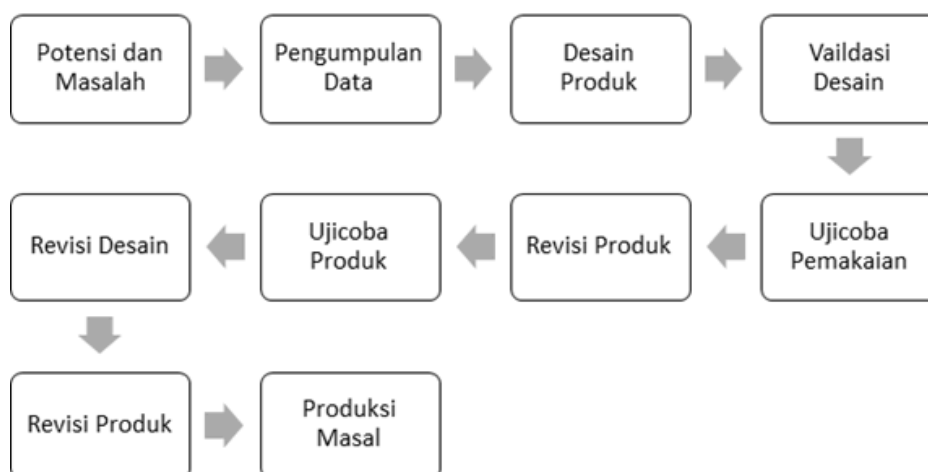 Potensi dan
Masalah
Pengumpulan
Data
Desain
Produk
Vaildasi
Desain
Revisi Desain
Ujicoba
Produk
Revisi Produk
Ujicoba
Pemakaian
Revisi Produk
Produksi
Masal